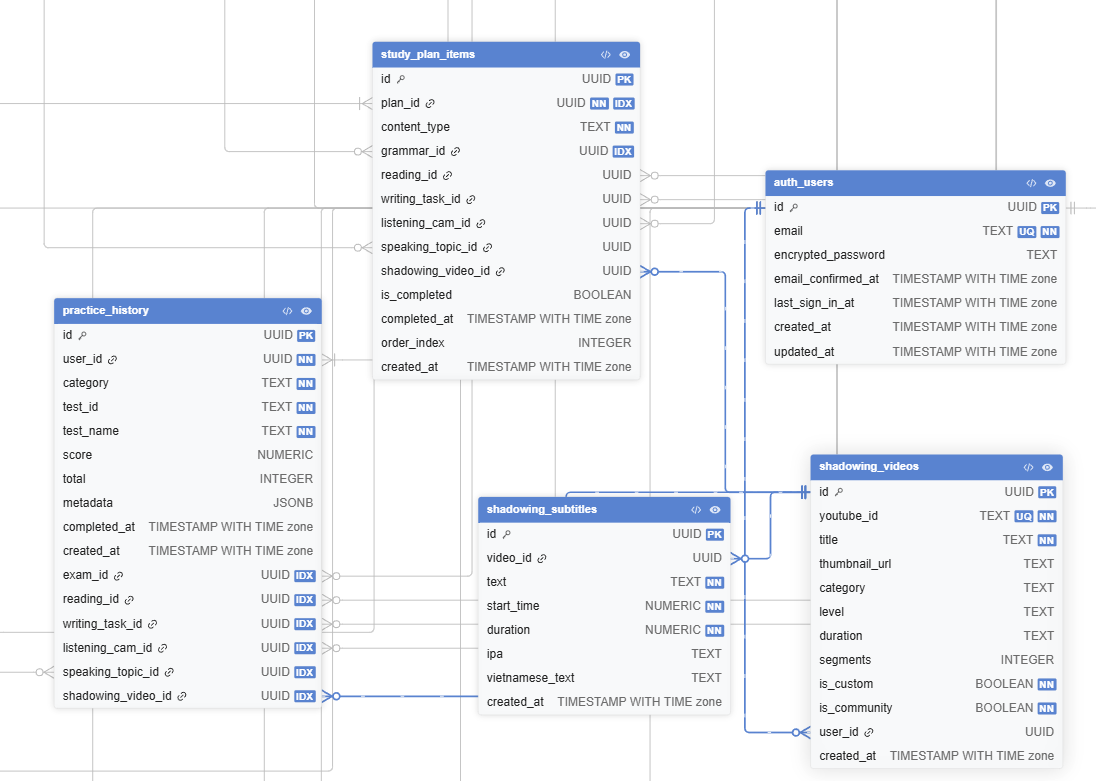 study_plan_items
id UUID PK
plan_id UUID NN IDX
content_type TEXT NN
grammar_id UUID IDX
reading_id UUID
writing_task_id UUID
listening_cam_id UUID
speaking_topic_id UUID
shadowing_video_id UUID
is_completed BOOLEAN
completed_at TIMESTAMP WITH TIME zone
order_index INTEGER
created_at TIMESTAMP WITH TIME zone
auth_users
id UUID PK
email TEXT UQ NN
encrypted_password TEXT
email_confirmed_at TIMESTAMP WITH TIME zone
last_sign_in_at TIMESTAMP WITH TIME zone
created_at TIMESTAMP WITH TIME zone
updated_at TIMESTAMP WITH TIME zone
practice_history
id UUID PK
user_id UUID NN
category TEXT NN
test_id TEXT NN
test_name TEXT NN
score NUMERIC
total INTEGER
metadata JSONB
completed_at TIMESTAMP WITH TIME zone
created_at TIMESTAMP WITH TIME zone
exam_id UUID IDX
reading_id UUID IDX
writing_task_id UUID IDX
listening_cam_id UUID IDX
speaking_topic_id UUID IDX
shadowing_video_id UUID IDX
shadowing_subtitles
id UUID PK
video_id UUID
text TEXT NN
start_time NUMERIC NN
duration NUMERIC NN
ipa TEXT
vietnamese_text TEXT
created_at TIMESTAMP WITH TIME zone
shadowing_videos
id UUID PK
youtube_id TEXT UQ NN
title TEXT NN
thumbnail_url TEXT
category TEXT
level TEXT
duration TEXT
segments INTEGER
is_custom BOOLEAN NN
is_community BOOLEAN NN
user_id UUID
created_at TIMESTAMP WITH TIME zone